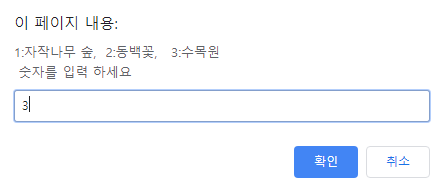 이 페이지 내용:
1:자작나무 숲, 2:동백꽃, 3:수목원
숫자를 입력 하세요
3
확인 취소